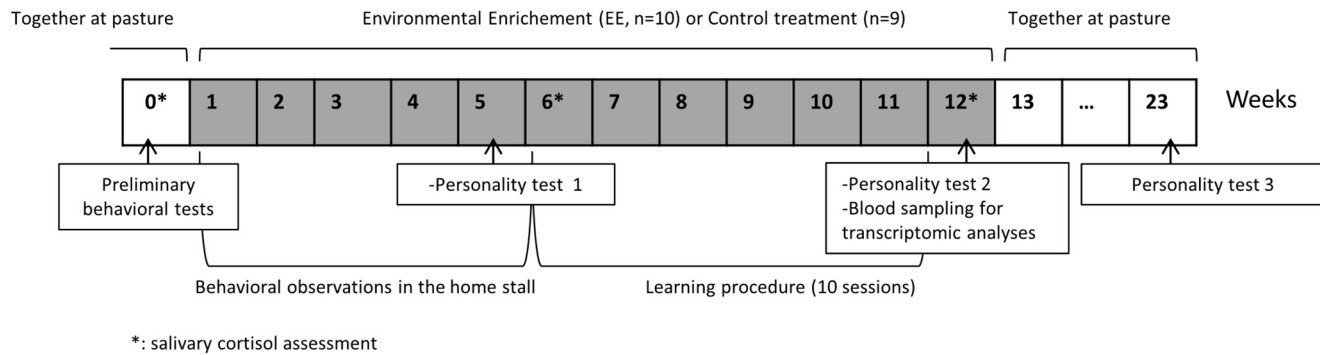 Together at pasture
Environmental Enrichement (EE, n=10) or Control treatment (n=9)
Together at pasture
0* 1 2 3 4 5 6* 7 8 9 10 11 12* 13 ... 23 Weeks
Preliminary
behavioral tests
-Personality test 1
-Personality test 2
-Blood sampling for
transcriptomic analyses
Personality test 3
Behavioral observations in the home stall
Learning procedure (10 sessions)
*: salivary cortisol assessment